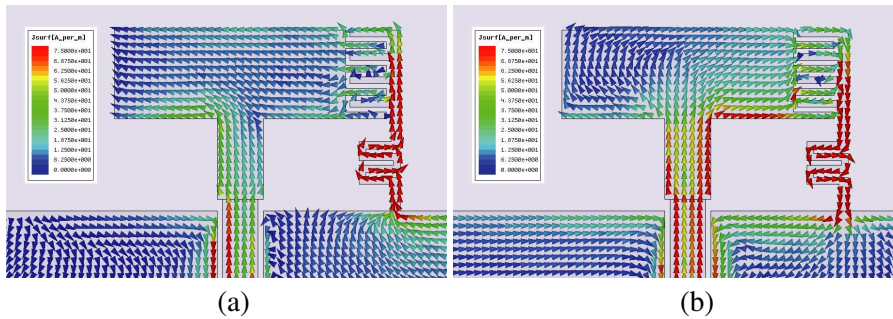 Jsurf[A_per_m]
7.5000e+001
6.8750e+001
6.2500e+001
5.6250e+001
5.0000e+001
4.3750e+001
3.7500e+001
3.1250e+001
2.5000e+001
1.8750e+001
1.2500e+001
6.2500e+000
0.0000e+000
(a)
Jsurf[A_per_m]
7.5000e+001
6.8750e+001
6.2500e+001
5.6250e+001
5.0000e+001
4.3750e+001
3.7500e+001
3.1250e+001
2.5000e+001
1.8750e+001
1.2500e+001
6.2500e+000
0.0000e+000
(b)